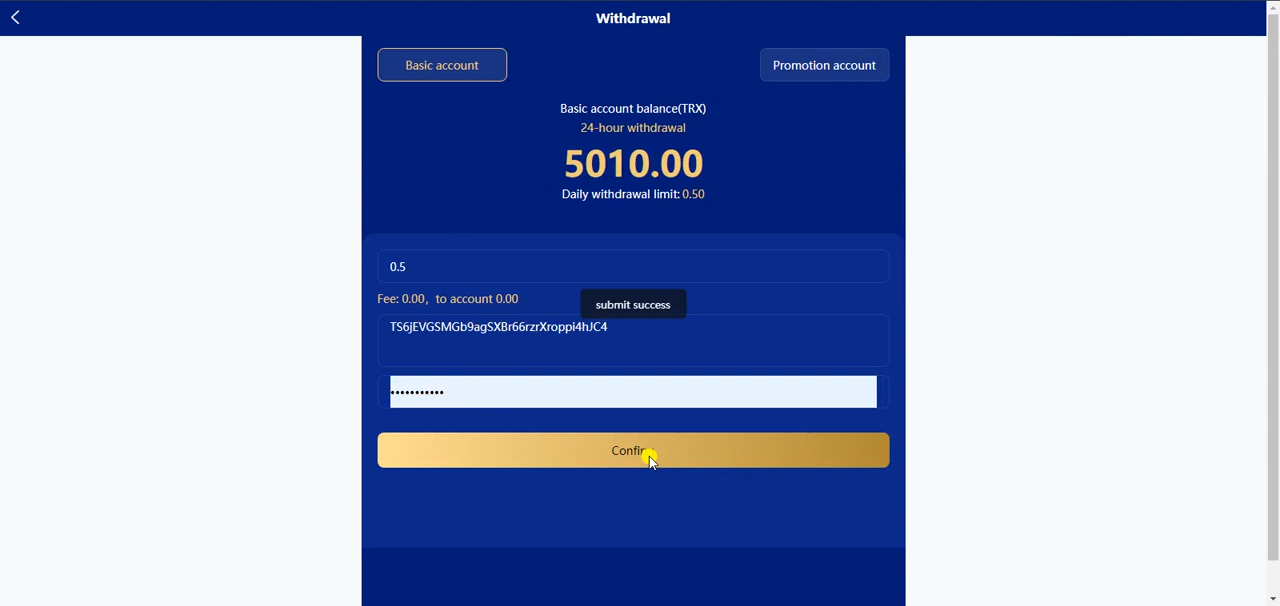 Withdrawal
Basic account
Promotion account
Basic account balance(TRX)
24-hour withdrawal
5010.00
Daily withdrawal limit: 0.50
0.5
Fee: 0.00, to account 0.00
submit success
TS6jEVGSMGb9agSXBr66rzrXroppi4hJC4
•••••••••••